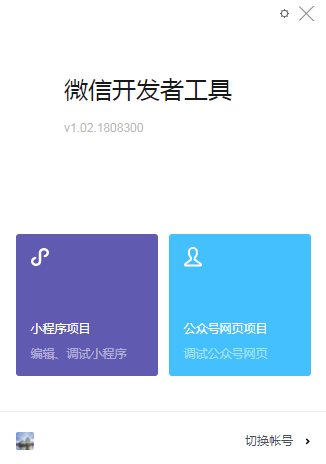 微信开发者工具
v1.02.1808300
小程序项目
编辑、调试小程序
公众号网页项目
调试公众号网页
切换帐号